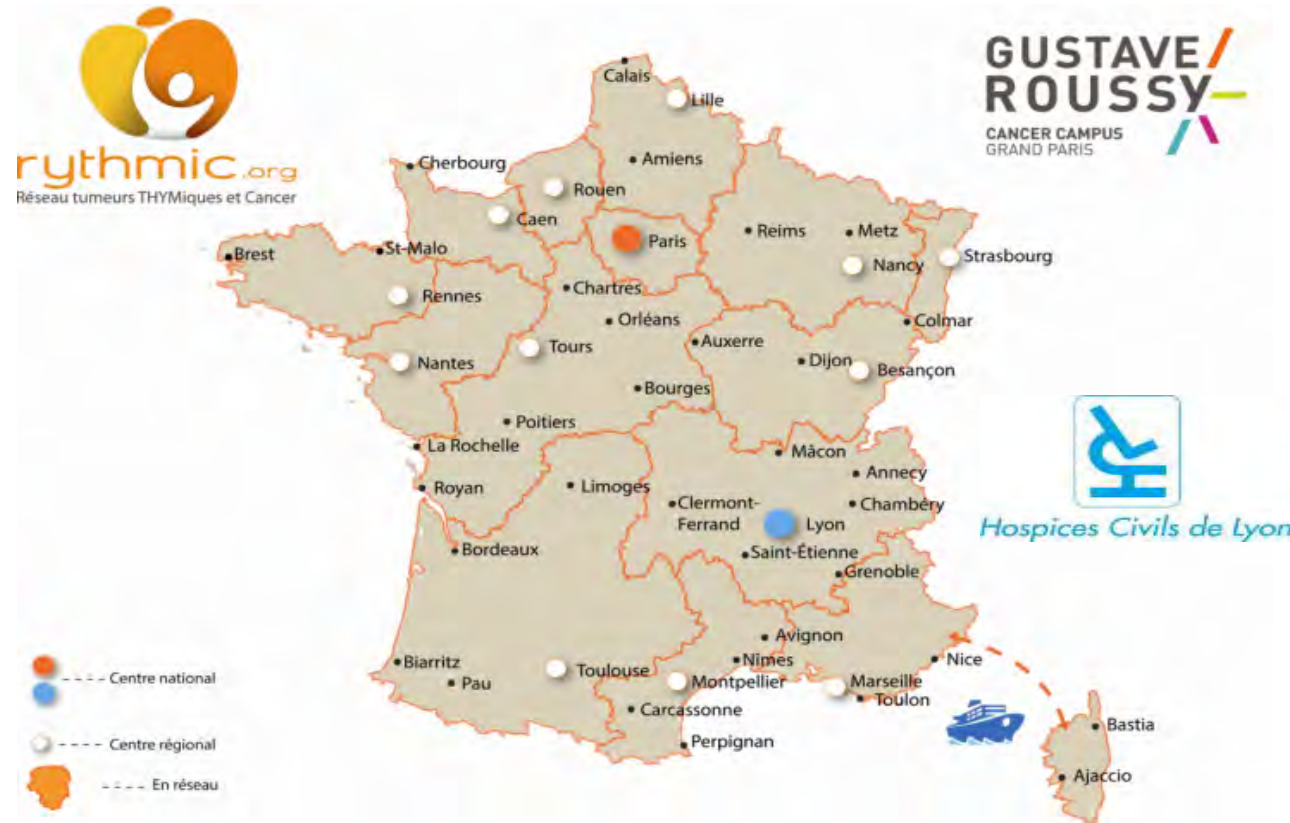 rythmic.org
Réseau tumeurs THYMiques et Cancer
GUSTAVE
ROUSSY
CANCER CAMPUS
GRAND PARIS
Calais
Lille
Amiens
Cherbourg
Rouen
Caen
Paris
Reims
Metz
Nancy
Strasbourg
Brest
St-Malo
Rennes
Chartres
Orléans
Colmar
Auxerre
Nantes
Tours
Dijon
Besançon
Bourges
Poitiers
La Rochelle
Mâcon
Annecy
Royan
Limoges
Clermont-
Ferrand
Chambéry
Lyon
Hospices Civils de Lyon
Bordeaux
Saint-Étienne
Grenoble
Avignon
Biarritz
Pau
Toulouse
Nîmes
Nice
Montpellier
Marseille
Toulon
Carcassonne
Perpignan
Bastia
Ajaccio
Centre national
Centre régional
En réseau